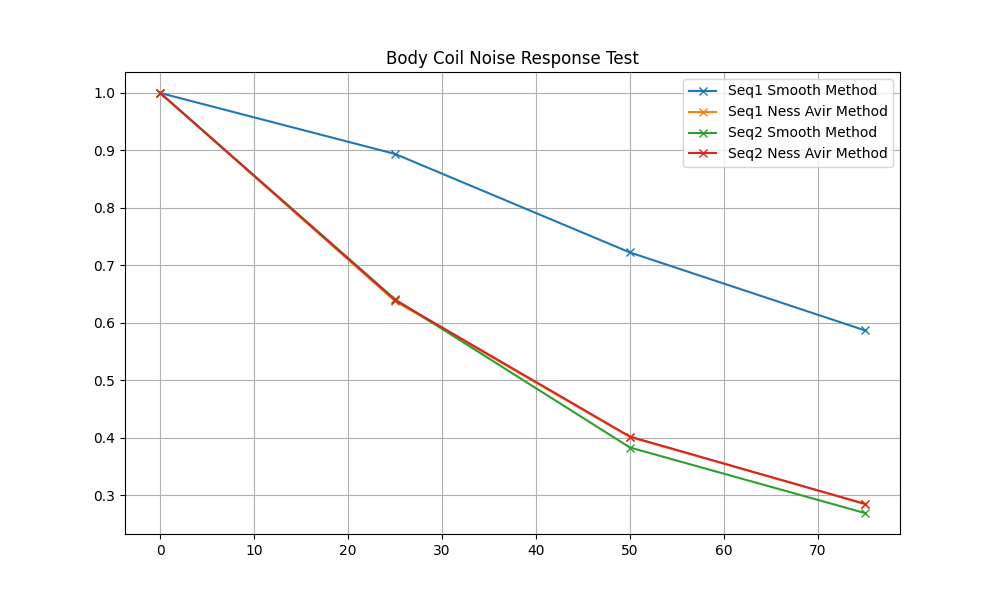 Body Coil Noise Response Test
Seq1 Smooth Method
Seq1 Ness Avir Method
Seq2 Smooth Method
Seq2 Ness Avir Method
1.0
0.9
0.8
0.7
0.6
0.5
0.4
0.3
0 10 20 30 40 50 60 70